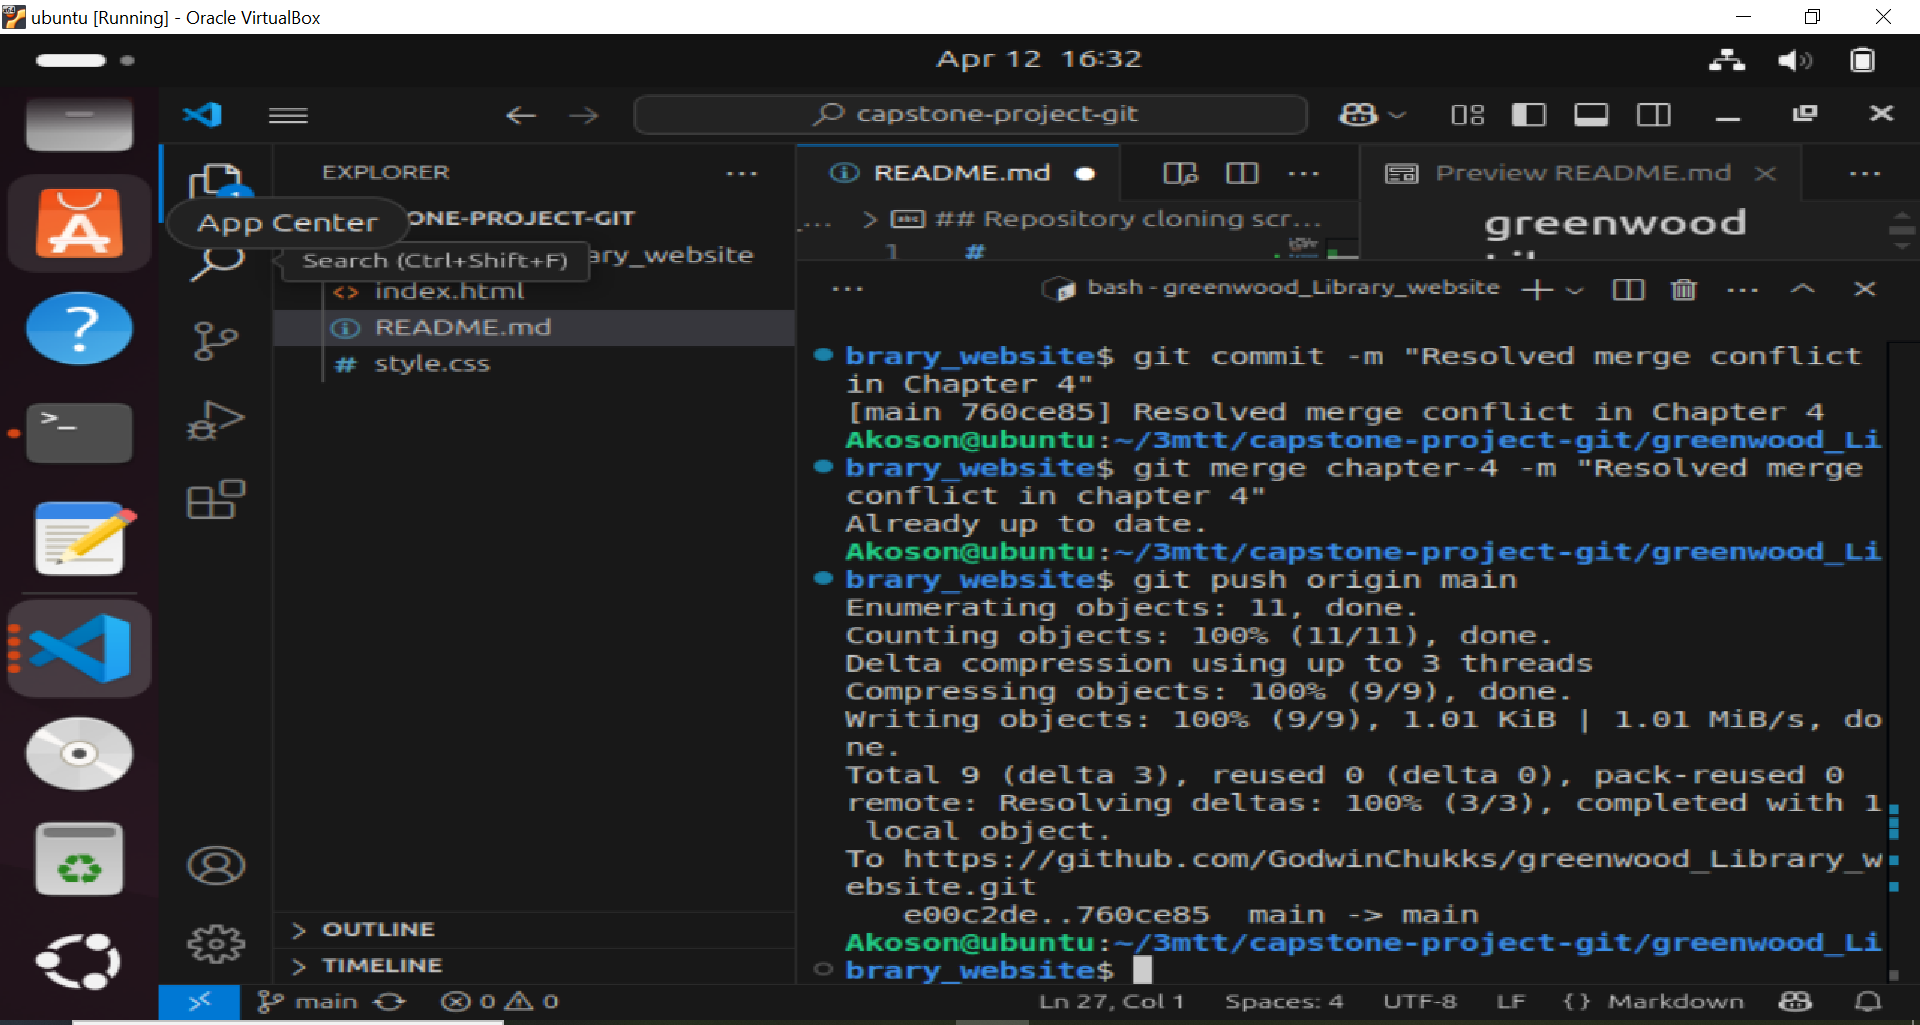 ubuntu [Running] - Oracle VirtualBox
Apr 12 16:32
capstone-project-git
EXPLORER
README.md
Preview README.md
App Center
ONE-PROJECT-GIT
## Repository cloning scr...
greenwood
Search (Ctrl+Shift+F)
ary_website
1 #
index.html
bash - greenwood_Library_website
README.md
style.css
brary_website$ git commit -m "Resolved merge conflict
in Chapter 4"
[main 760ce85] Resolved merge conflict in Chapter 4
Akoson@ubuntu:~/3mtt/capstone-project-git/greenwood_Li
brary_website$ git merge chapter-4 -m "Resolved merge
conflict in chapter 4"
Already up to date.
Akoson@ubuntu:~/3mtt/capstone-project-git/greenwood_Li
brary_website$ git push origin main
Enumerating objects: 11, done.
Counting objects: 100% (11/11), done.
Delta compression using up to 3 threads
Compressing objects: 100% (9/9), done.
Writing objects: 100% (9/9), 1.01 KiB | 1.01 MiB/s, do
ne.
Total 9 (delta 3), reused 0 (delta 0), pack-reused 0
remote: Resolving deltas: 100% (3/3), completed with 1
local object.
To https://github.com/GodwinChukks/greenwood_Library_w
ebsite.git
e00c2de..760ce85 main -> main
Akoson@ubuntu:~/3mtt/capstone-project-git/greenwood_Li
brary_website$
OUTLINE
TIMELINE
main
0 0
Ln 27, Col 1
Spaces: 4
UTF-8
LF
{} Markdown